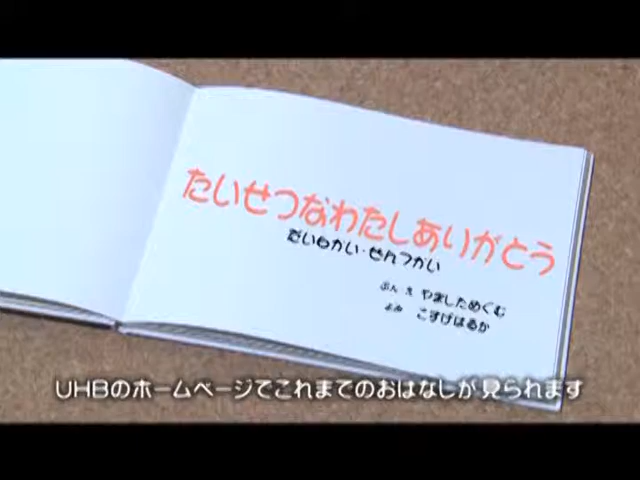 たいせつなわたしありがとう
だい6かい・せんつかい
ぶん え やましためぐむ
よみ こすげはるか
UHBのホームページでこれまでのおはなしが見られます